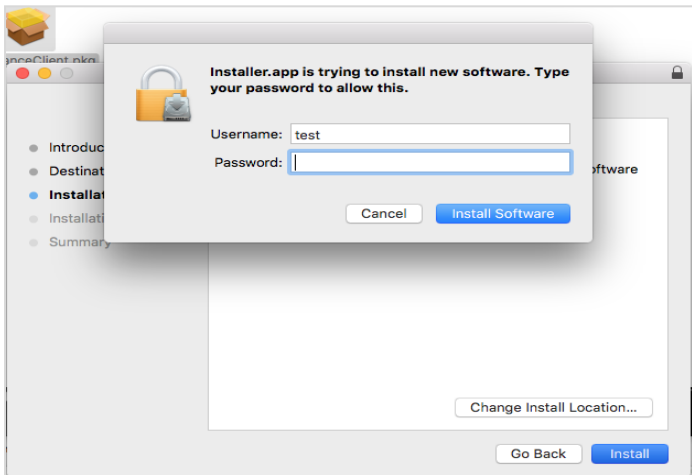 anceClient.pkg
Installer.app is trying to install new software. Type
your password to allow this.
Username: test
Password:
Cancel
Install Software
Introduc
Destinat
Installat
Installati
Summary
oftware
Change Install Location...
Go Back
Install